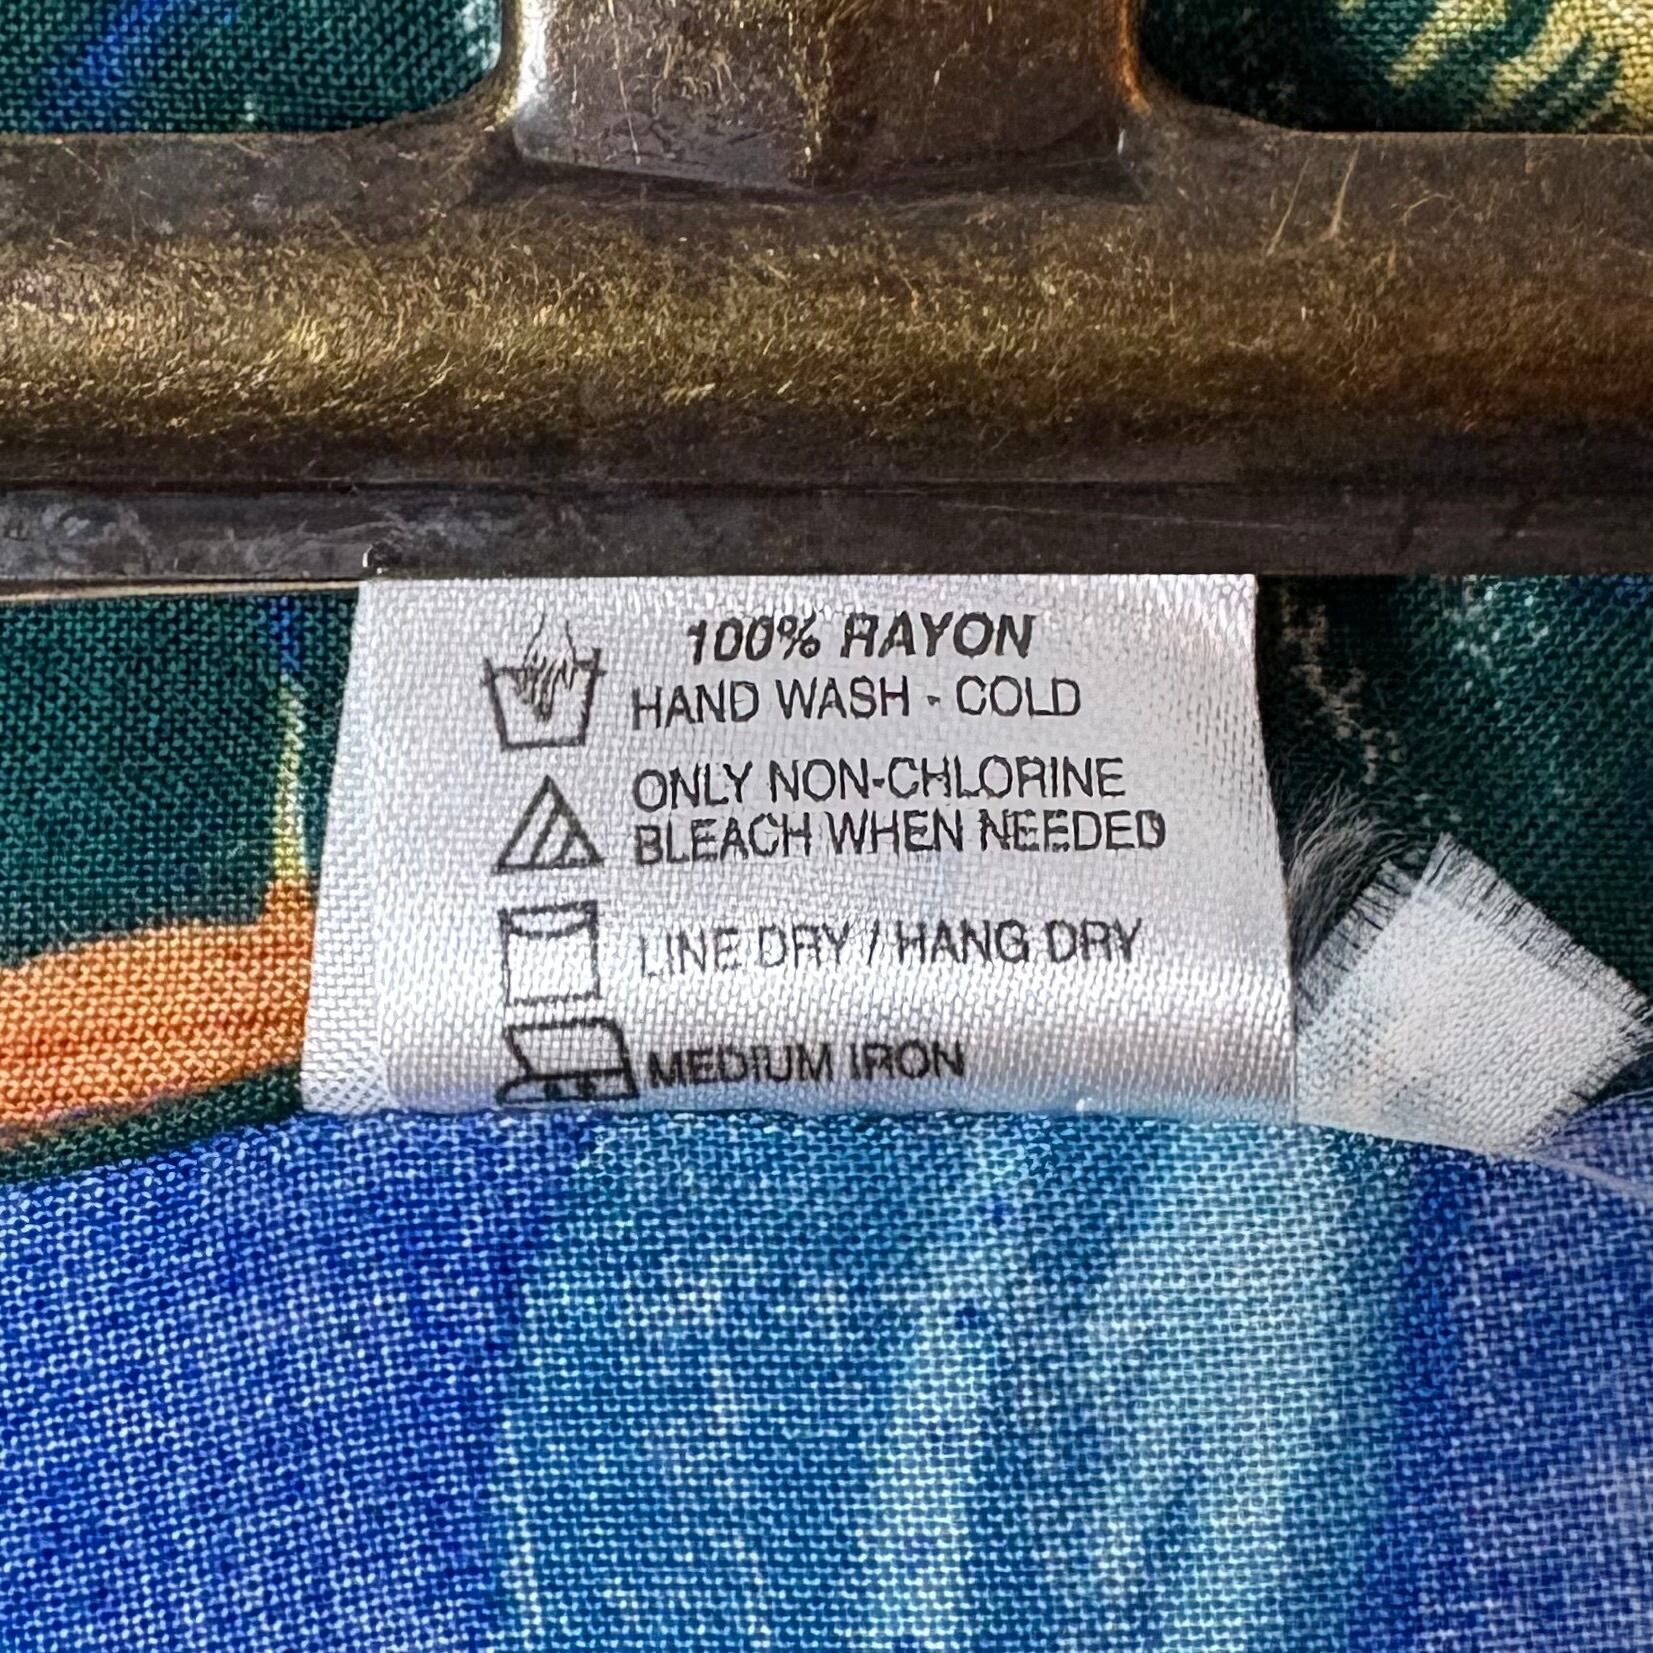 100% RAYON
HAND WASH - COLD
ONLY NON-CHLORINE
BLEACH WHEN NEEDED
LINE DRY / HANG DRY
MEDIUM IRON